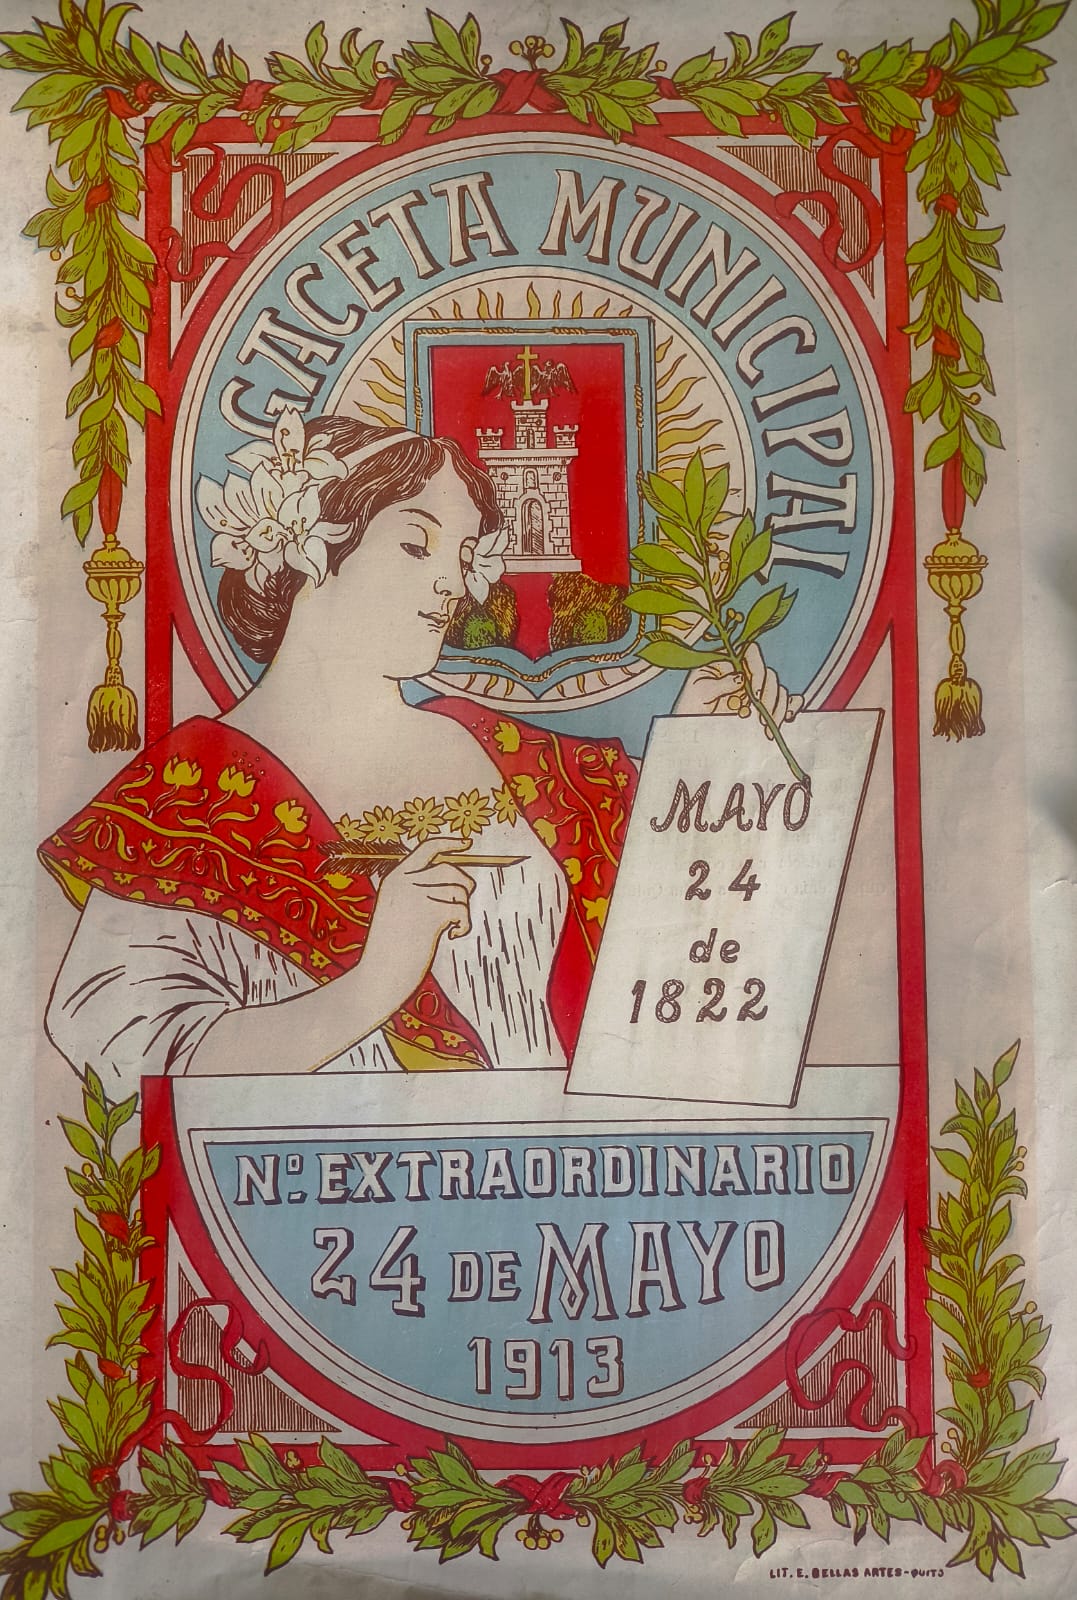 GACETA MUNICIPAL
MAYO
24
de
1822
Nº EXTRAORDINARIO
24 DE MAYO
1913
LIT. E. BELLAS ARTES-QUITO